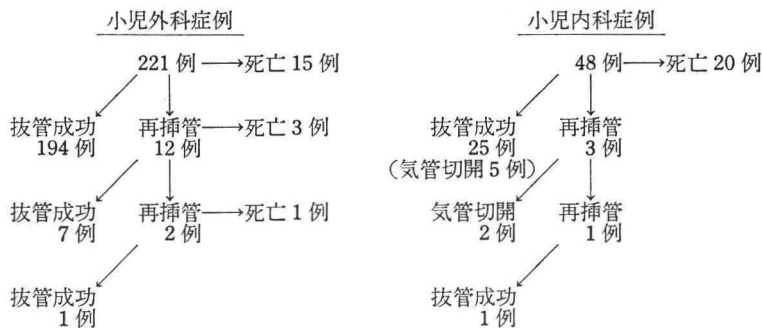 小児外科症例
221 例→死亡 15 例
抜管成功 再挿管→死亡 3 例
194 例 12 例
抜管成功 再挿管→死亡 1 例
7 例 2 例
抜管成功
1 例
小児内科症例
48 例→死亡 20 例
抜管成功 再挿管
25 例 3 例
(気管切開 5 例)
気管切開 再挿管
2 例 1 例
抜管成功
1 例